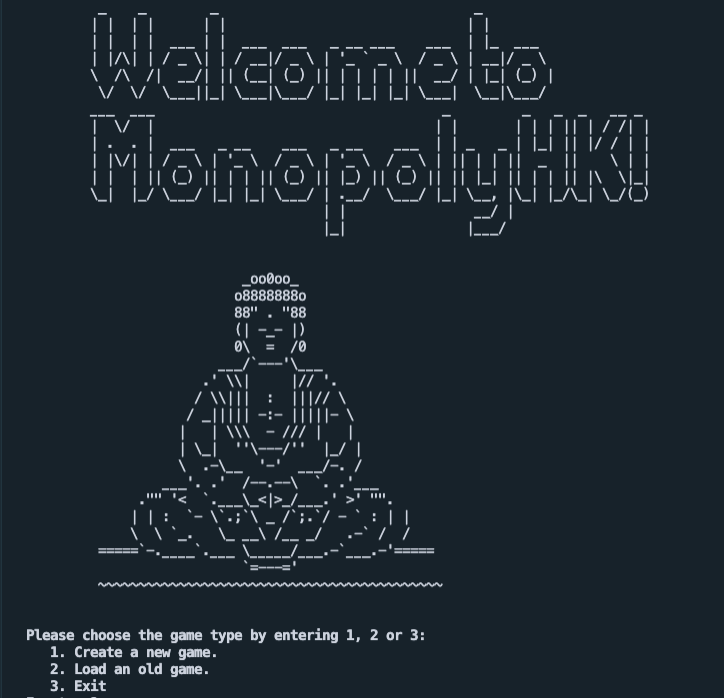 Welcome to
MonopolyHK!
Please choose the game type by entering 1, 2 or 3:
1. Create a new game.
2. Load an old game.
3. Exit